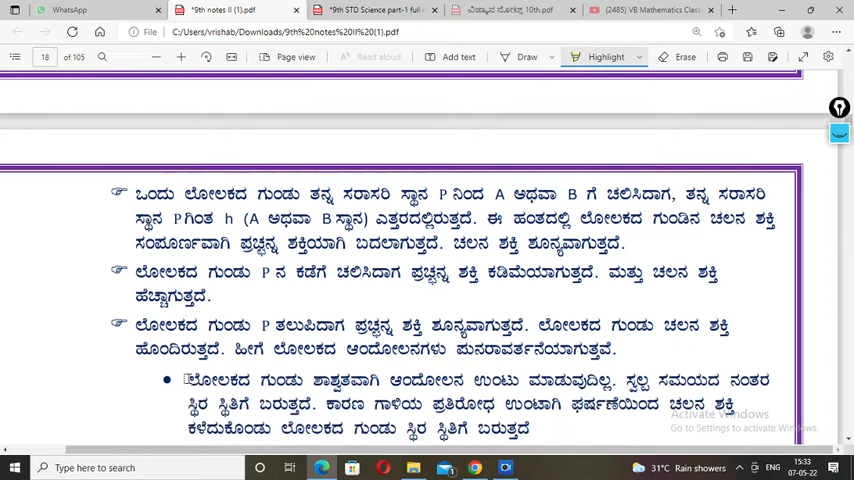 WhatsApp
*9th notes II (1).pdf
*9th STD Science part-1 full n
ವಿಜ್ಞಾನ ನೋಟ್ಸ್ 10th.pdf
(2485) VB Mathematics Class
File
C:/Users/vrishab/Downloads/9th%20notes%20II%20(1).pdf
18 of 105
Page view
Read aloud
Add text
Draw
Highlight
Erase
ಒಂದು ಲೋಲಕದ ಗುಂಡು ತನ್ನ ಸರಾಸರಿ ಸ್ಥಾನ P ನಿಂದ A ಅಥವಾ B ಗೆ ಚಲಿಸಿದಾಗ, ತನ್ನ ಸರಾಸರಿ
ಸ್ಥಾನ Pಗಿಂತ h (A ಅಥವಾ B ಸ್ಥಾನ) ಎತ್ತರದಲ್ಲಿರುತ್ತದೆ. ಈ ಹಂತದಲ್ಲಿ ಲೋಲಕದ ಗುಂಡಿನ ಚಲನ ಶಕ್ತಿ
ಸಂಪೂರ್ಣವಾಗಿ ಪ್ರಚ್ಛನ್ನ ಶಕ್ತಿಯಾಗಿ ಬದಲಾಗುತ್ತದೆ. ಚಲನ ಶಕ್ತಿ ಶೂನ್ಯವಾಗುತ್ತದೆ.
ಲೋಲಕದ ಗುಂಡು P ನ ಕಡೆಗೆ ಚಲಿಸಿದಾಗ ಪ್ರಚ್ಛನ್ನ ಶಕ್ತಿ ಕಡಿಮೆಯಾಗುತ್ತದೆ. ಮತ್ತು ಚಲನ ಶಕ್ತಿ
ಹೆಚ್ಚಾಗುತ್ತದೆ.
ಲೋಲಕದ ಗುಂಡು P ತಲುಪಿದಾಗ ಪ್ರಚ್ಛನ್ನ ಶಕ್ತಿ ಶೂನ್ಯವಾಗುತ್ತದೆ. ಲೋಲಕದ ಗುಂಡು ಚಲನ ಶಕ್ತಿ
ಹೊಂದಿರುತ್ತದೆ. ಹೀಗೆ ಲೋಲಕದ ಆಂದೋಲನಗಳು ಪುನರಾವರ್ತನೆಯಾಗುತ್ತವೆ.
• ಲೋಲಕದ ಗುಂಡು ಶಾಶ್ವತವಾಗಿ ಆಂದೋಲನ ಉಂಟು ಮಾಡುವುದಿಲ್ಲ. ಸ್ವಲ್ಪ ಸಮಯದ ನಂತರ
ಸ್ಥಿರ ಸ್ಥಿತಿಗೆ ಬರುತ್ತದೆ. ಕಾರಣ ಗಾಳಿಯ ಪ್ರತಿರೋಧ ಉಂಟಾಗಿ ಘರ್ಷಣೆಯಿಂದ ಚಲನ ಶಕ್ತಿ
ಕಳೆದುಕೊಂಡು ಲೋಲಕದ ಗುಂಡು ಸ್ಥಿರ ಸ್ಥಿತಿಗೆ ಬರುತ್ತದೆ
Activate Windows
Go to Settings to activate Windows.
Type here to search
31°C Rain showers
ENG
15:33
07-05-22